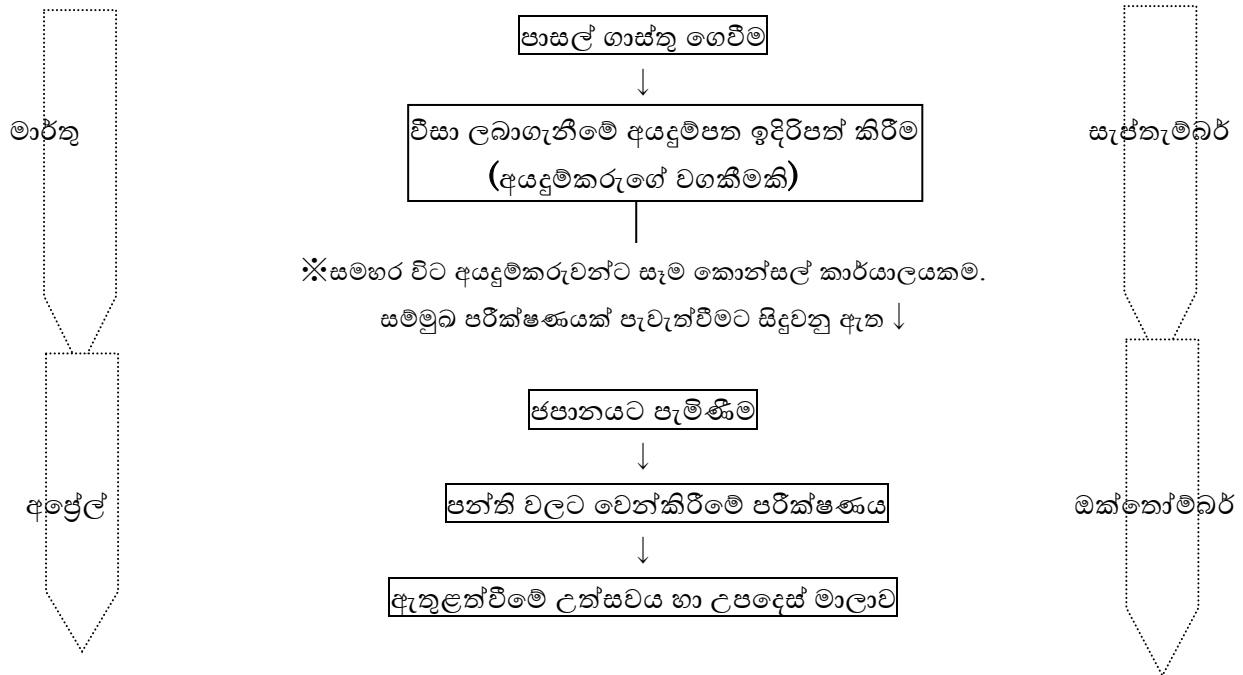 පාසල් ගාස්තු ගෙවීම
↓
මාර්තු
වීසා ලබාගැනීමේ අයදුම්පත ඉදිරිපත් කිරීම
සැප්තැම්බර්
(අයදුම්කරුගේ වගකීමකි)
※සමහර විට අයදුම්කරුවන්ට සෑම කොන්සල් කාර්යාලයකම.
සම්මුඛ පරීක්ෂණයක් පැවැත්වීමට සිදුවනු ඇත ↓
ජපානයට පැමිණීම
↓
අප්‍රේල්
පන්ති වලට වෙන්කිරීමේ පරීක්ෂණය
ඔක්තෝම්බර්
↓
ඇතුළත්වීමේ උත්සවය හා උපදෙස් මාලාව